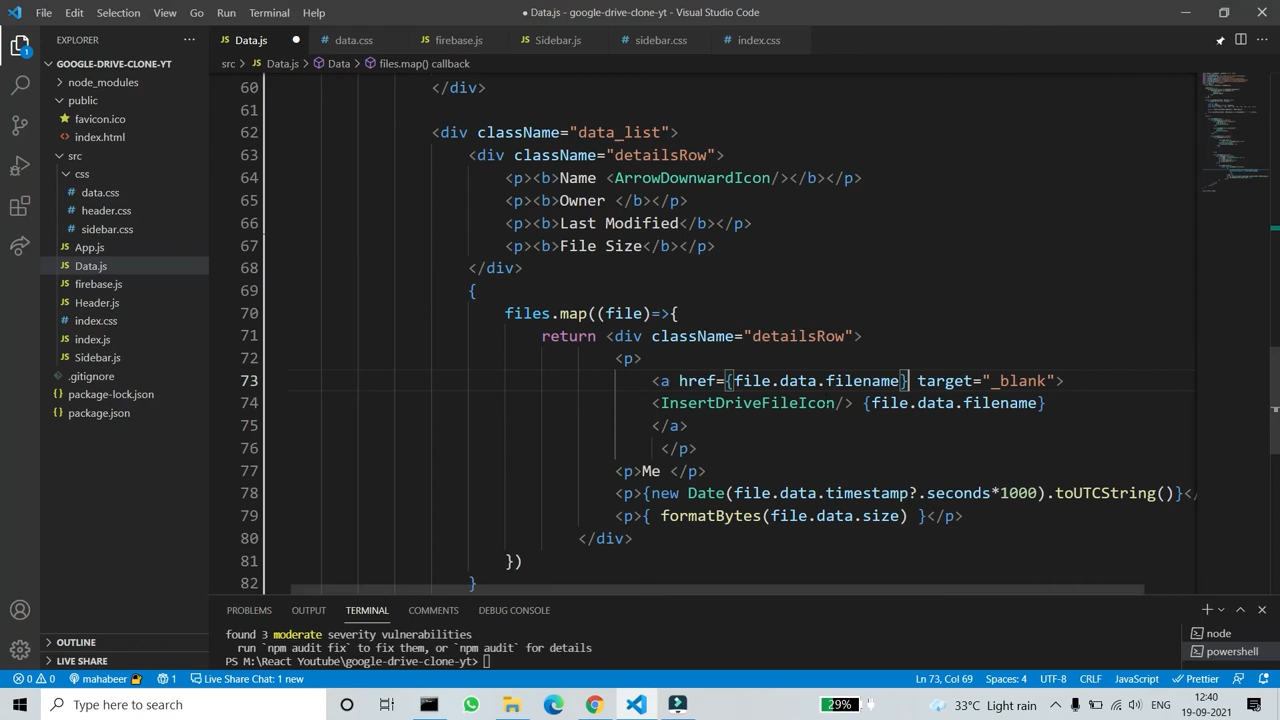 File Edit Selection View Go Run Terminal Help
● Data.js - google-drive-clone-yt - Visual Studio Code
EXPLORER
Data.js data.css firebase.js Sidebar.js sidebar.css index.css
GOOGLE-DRIVE-CLONE-YT
src > Data.js > Data > files.map() callback
node_modules
public
favicon.ico
index.html
src
css
data.css
header.css
sidebar.css
App.js
Data.js
firebase.js
Header.js
index.css
index.js
Sidebar.js
.gitignore
package-lock.json
package.json
OUTLINE
LIVE SHARE
60 </div>
61
62 <div className="data_list">
63 <div className="detailsRow">
64 <p><b>Name <ArrowDownwardIcon/></b></p>
65 <p><b>Owner </b></p>
66 <p><b>Last Modified</b></p>
67 <p><b>File Size</b></p>
68 </div>
69 {
70 files.map((file)=>{
71 return <div className="detailsRow">
72 <p>
73 <a href={file.data.filename} target="_blank">
74 <InsertDriveFileIcon/> {file.data.filename}
75 </a>
76 </p>
77 <p>Me </p>
78 <p>{new Date(file.data.timestamp?.seconds*1000).toUTCString()}</
79 <p>{ formatBytes(file.data.size) }</p>
80 </div>
81 })
82 }
PROBLEMS OUTPUT TERMINAL COMMENTS DEBUG CONSOLE
found 3 moderate severity vulnerabilities
run `npm audit fix` to fix them, or `npm audit` for details
PS M:\React Youtube\google-drive-clone-yt>
node
powershell
0 0 mahabeer 1 Live Share Chat: 1 new
Ln 73, Col 69 Spaces: 4 UTF-8 CRLF JavaScript Prettier
Type here to search
29%
33°C Light rain
ENG
12:40
19-09-2021